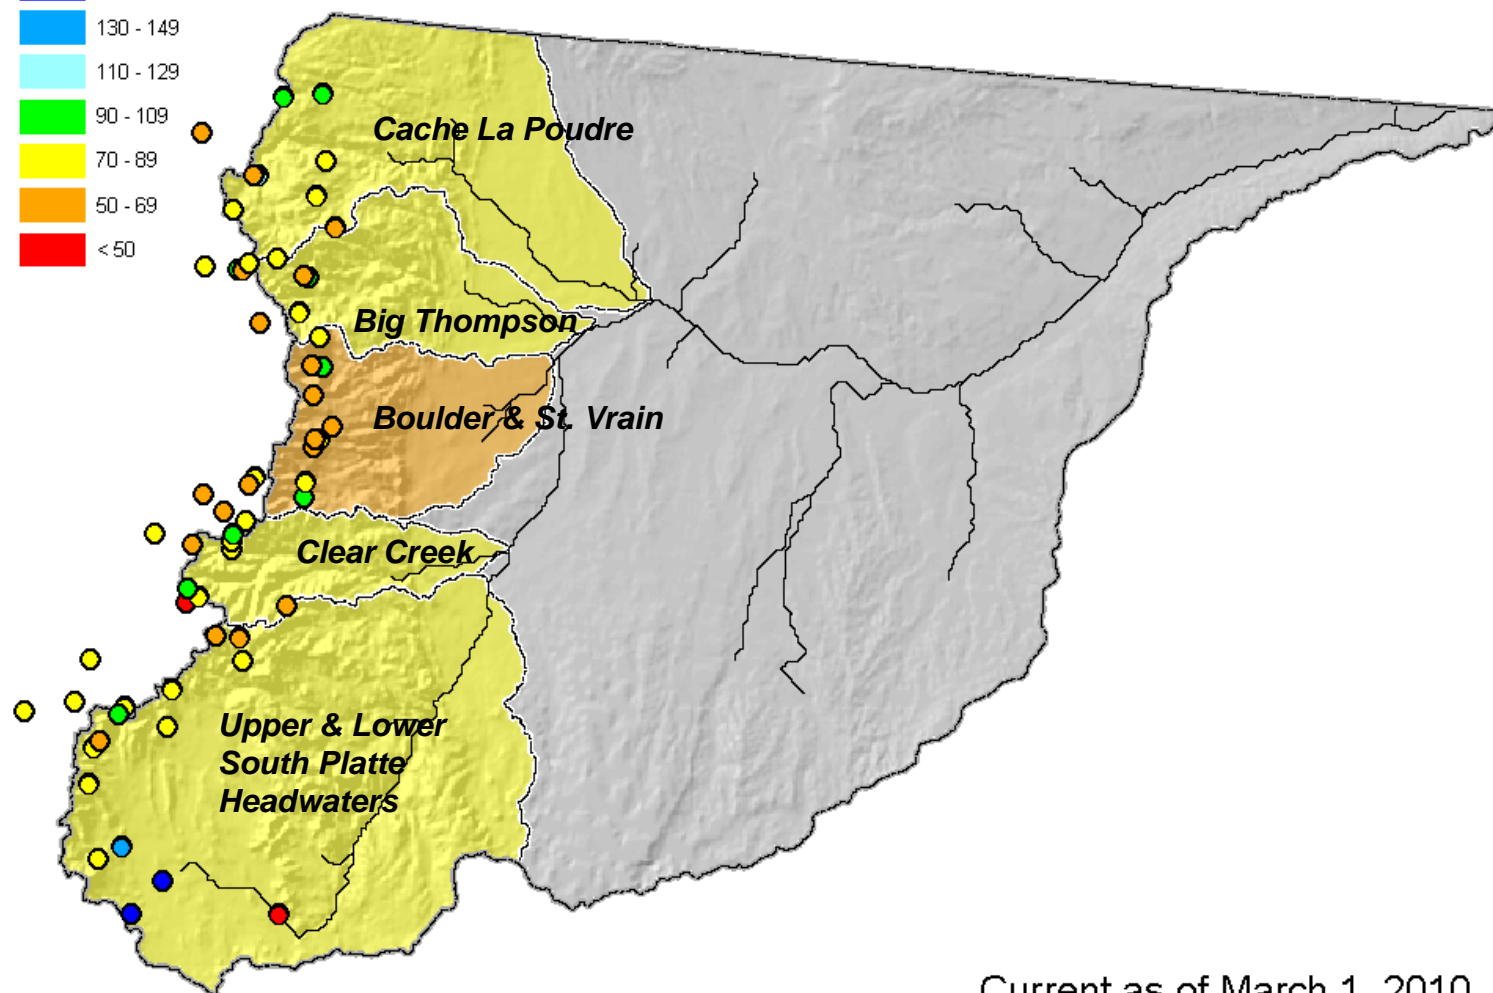 130 - 149
110 - 129
90 - 109
70 - 89
50 - 69
< 50
Cache La Poudre
Big Thompson
Boulder & St. Vrain
Clear Creek
Upper & Lower
South Platte
Headwaters
Current as of March 1, 2010